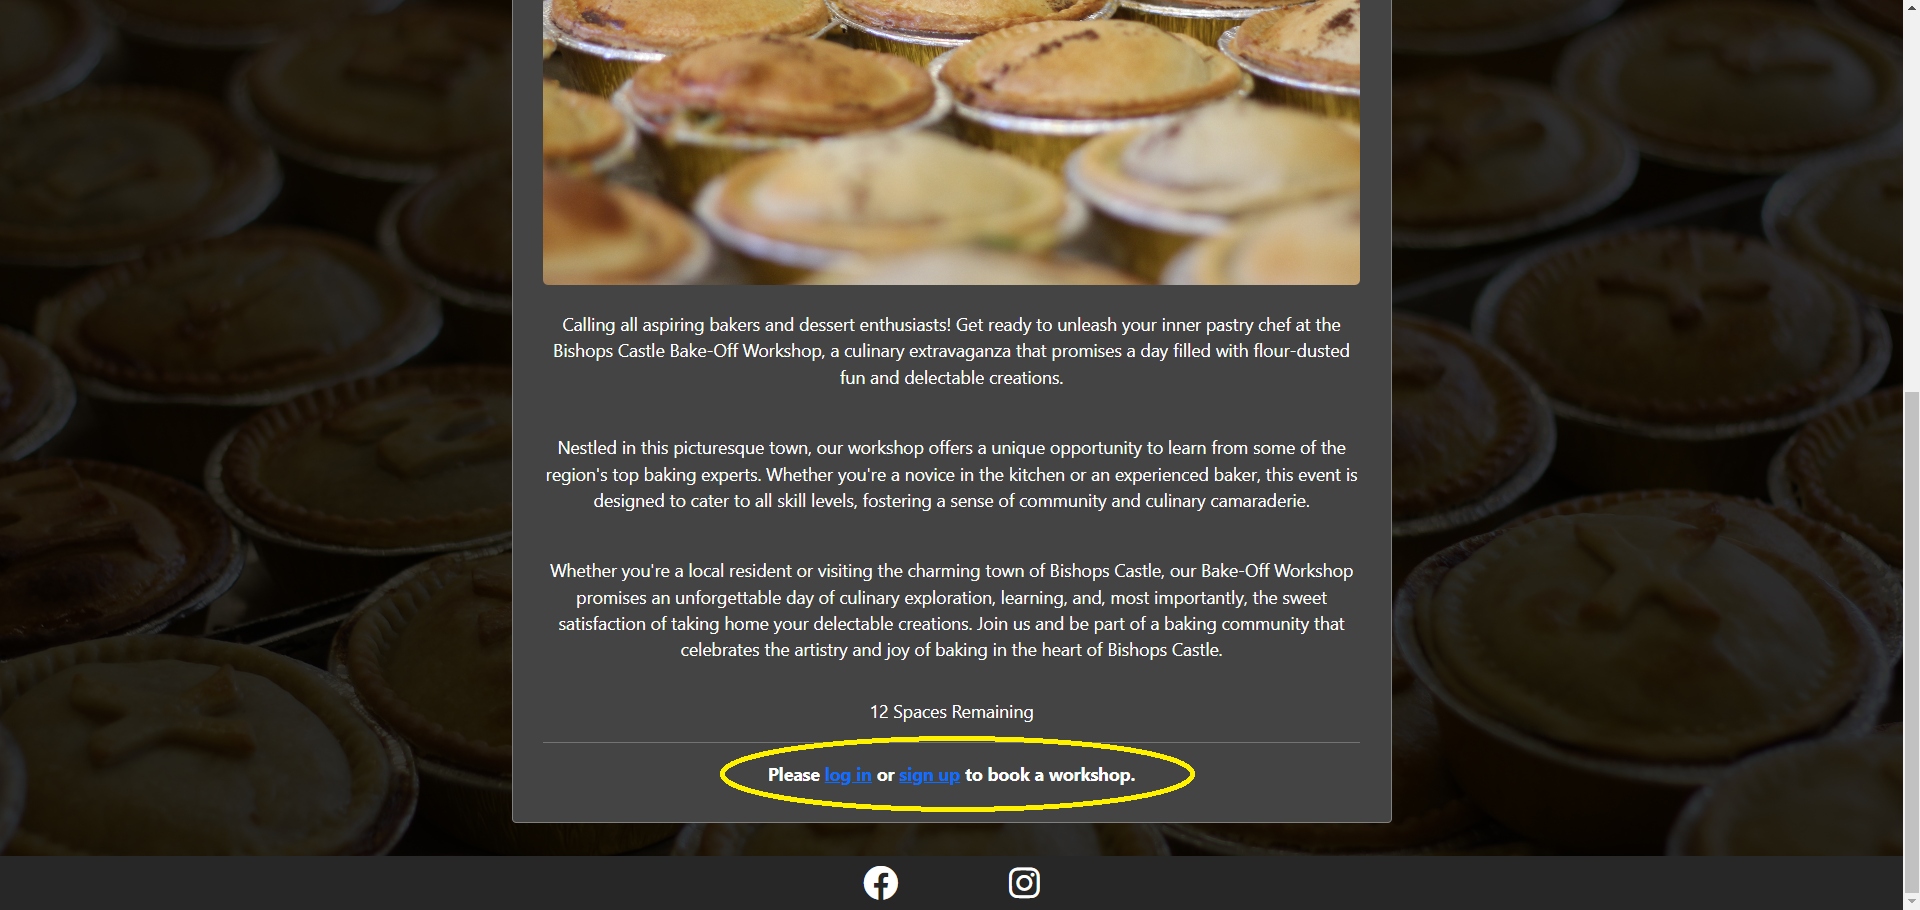 Calling all aspiring bakers and dessert enthusiasts! Get ready to unleash your inner pastry chef at the
Bishops Castle Bake-Off Workshop, a culinary extravaganza that promises a day filled with flour-dusted
fun and delectable creations.
Nestled in this picturesque town, our workshop offers a unique opportunity to learn from some of the
region's top baking experts. Whether you're a novice in the kitchen or an experienced baker, this event is
designed to cater to all skill levels, fostering a sense of community and culinary camaraderie.
Whether you're a local resident or visiting the charming town of Bishops Castle, our Bake-Off Workshop
promises an unforgettable day of culinary exploration, learning, and, most importantly, the sweet
satisfaction of taking home your delectable creations. Join us and be part of a baking community that
celebrates the artistry and joy of baking in the heart of Bishops Castle.
12 Spaces Remaining
Please log in or sign up to book a workshop.